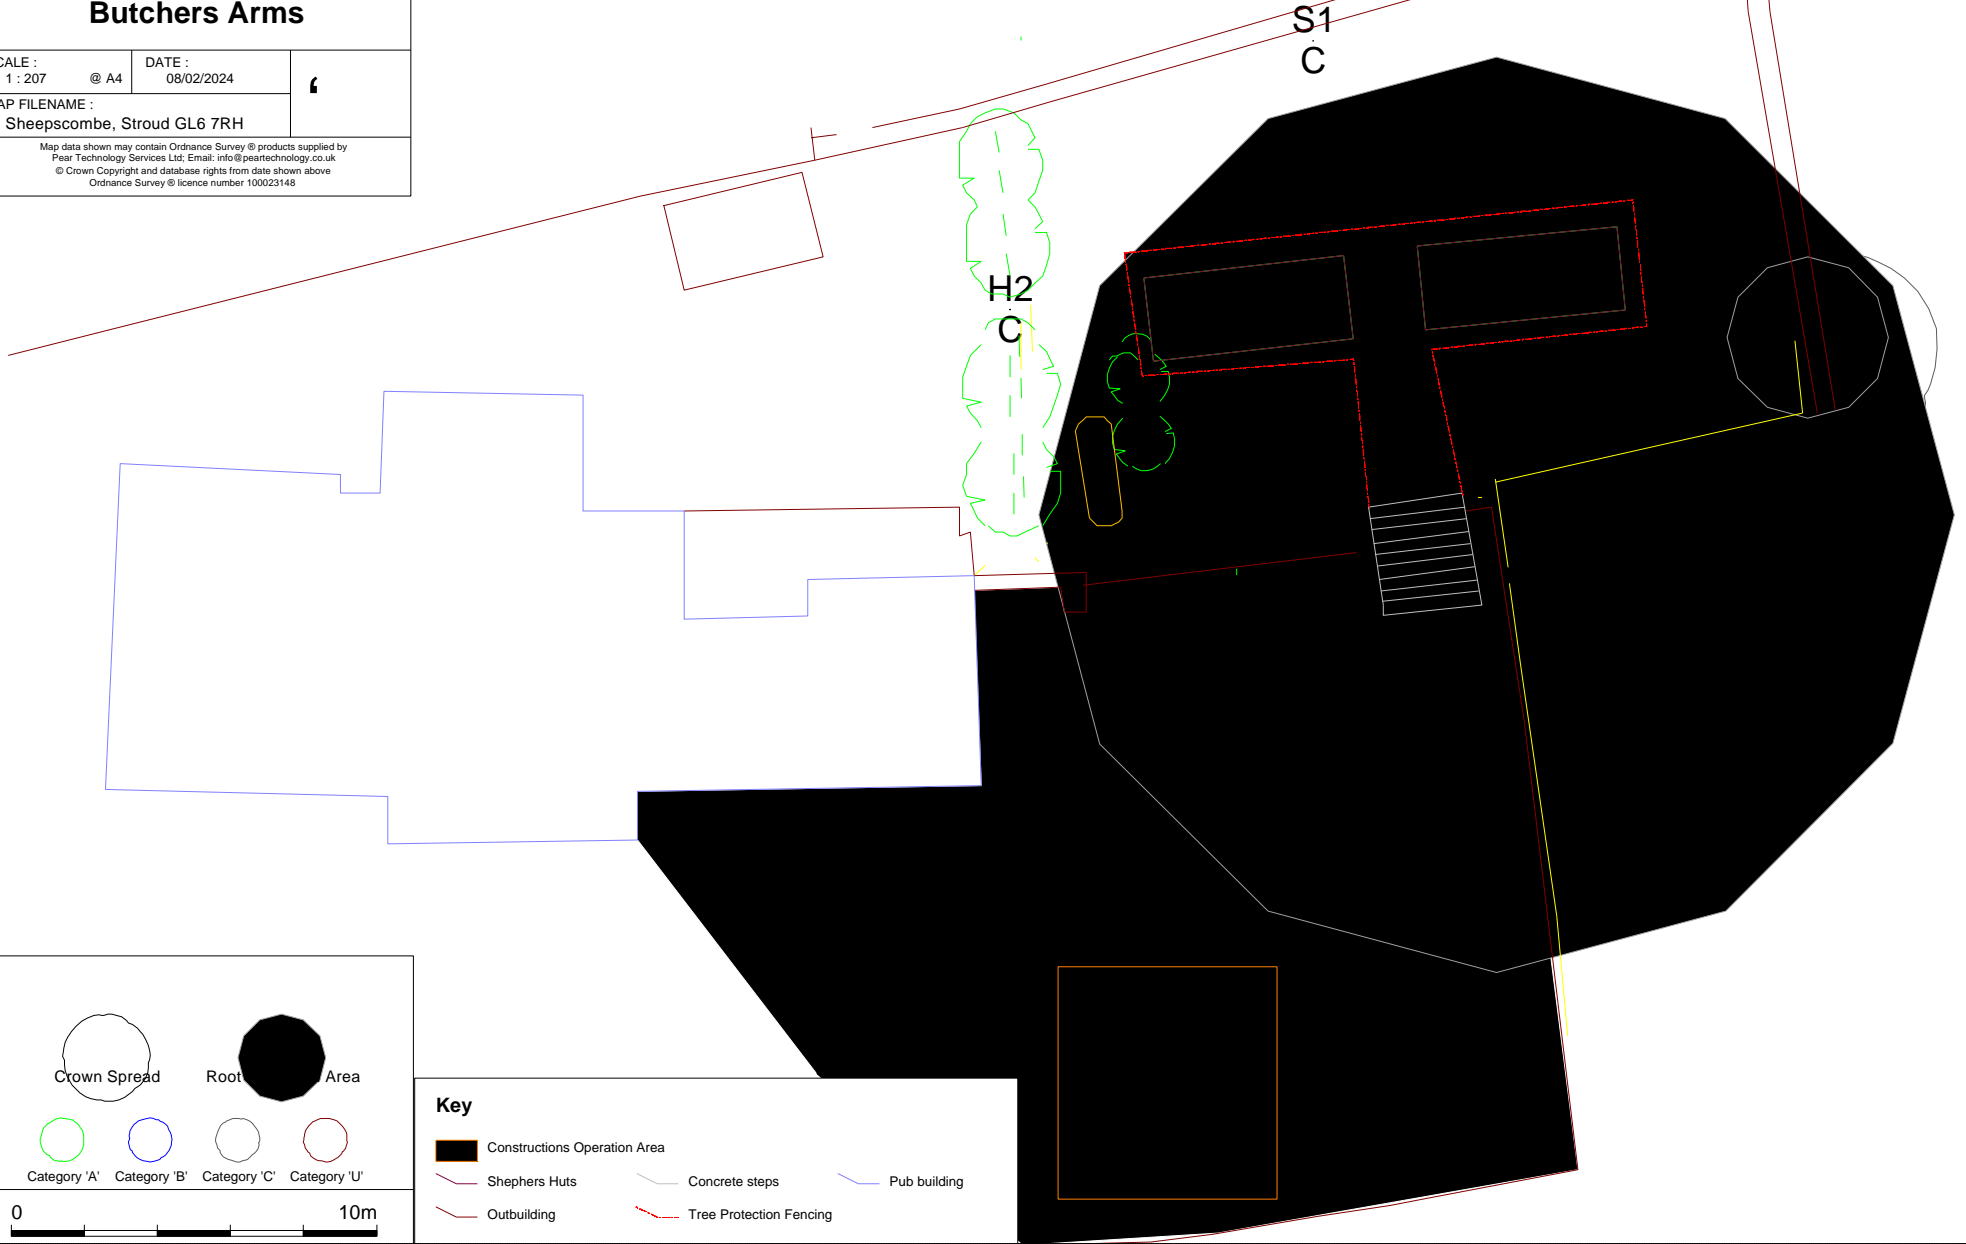 Butchers Arms
CALE :
1 : 207 @ A4
DATE :
08/02/2024
AP FILENAME :
Sheepscombe, Stroud GL6 7RH
Map data shown may contain Ordnance Survey ® products supplied by
Pear Technology Services Ltd; Email: info@peartechnology.co.uk
© Crown Copyright and database rights from date shown above
Ordnance Survey ® licence number 100023148
S1
C
H2
C
Crown Spread
Root Area
Category 'A'
Category 'B'
Category 'C'
Category 'U'
0 10m
Key
Constructions Operation Area
Shephers Huts
Concrete steps
Pub building
Outbuilding
Tree Protection Fencing